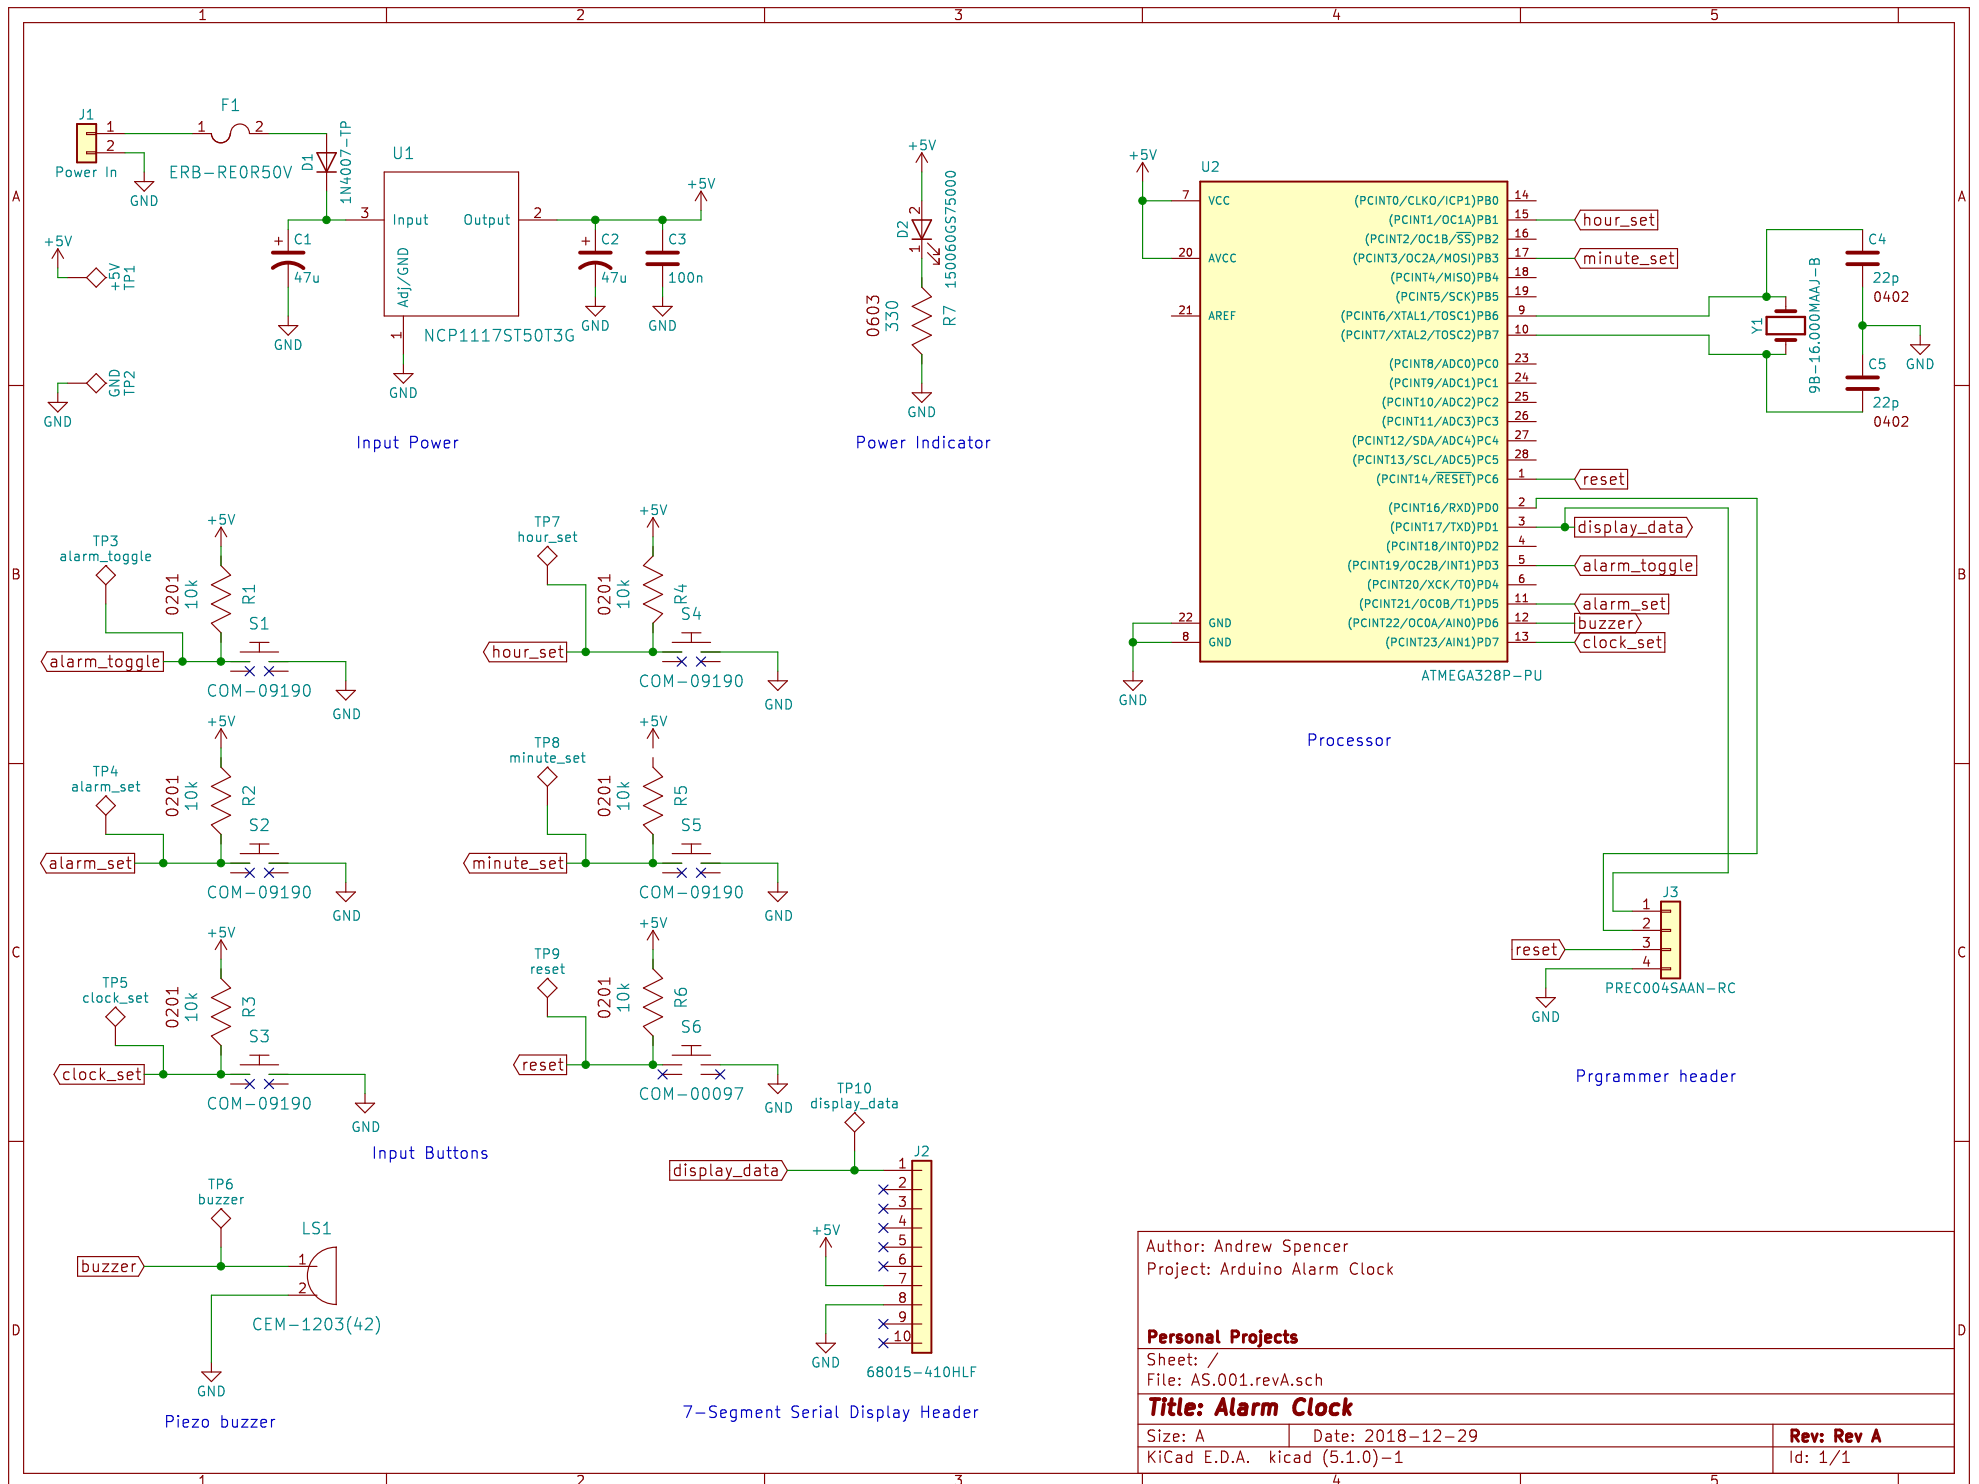 1 2 3 4 5
A
B
C
D
J1
1
2
Power In
GND
F1
1 2
ERB-RE0R50V
D1
1N4007-TP
U1
3 Input
Output 2
Adj/GND
1
NCP1117ST50T3G
GND
+ C1
47u
GND
+ C2
47u
GND
C3
100n
GND
+5V
+5V
+5V
TP1
GND
TP2
GND
Input Power
+5V
2
D2
1
150060GS75000
0603
330
R7
GND
Power Indicator
+5V
U2
7 VCC
20 AVCC
21 AREF
22 GND
8 GND
GND
(PCINT0/CLKO/ICP1)PB0 14
(PCINT1/OC1A)PB1 15 hour_set
(PCINT2/OC1B/SS)PB2 16
(PCINT3/OC2A/MOSI)PB3 17 minute_set
(PCINT4/MISO)PB4 18
(PCINT5/SCK)PB5 19
(PCINT6/XTAL1/TOSC1)PB6 9
(PCINT7/XTAL2/TOSC2)PB7 10
(PCINT8/ADC0)PC0 23
(PCINT9/ADC1)PC1 24
(PCINT10/ADC2)PC2 25
(PCINT11/ADC3)PC3 26
(PCINT12/SDA/ADC4)PC4 27
(PCINT13/SCL/ADC5)PC5 28
(PCINT14/RESET)PC6 1 reset
(PCINT16/RXD)PD0 2
(PCINT17/TXD)PD1 3 display_data
(PCINT18/INT0)PD2 4
(PCINT19/OC2B/INT1)PD3 5 alarm_toggle
(PCINT20/XCK/T0)PD4 6
(PCINT21/OC0B/T1)PD5 11 alarm_set
(PCINT22/OC0A/AIN0)PD6 12 buzzer
(PCINT23/AIN1)PD7 13 clock_set
ATMEGA328P-PU
Processor
Y1
9B-16.000MAAJ-B
C4
22p
0402
C5
22p
0402
GND
TP3
alarm_toggle
+5V
0201
10k
R1
S1
alarm_toggle
COM-09190
GND
TP7
hour_set
+5V
0201
10k
R4
S4
hour_set
COM-09190
GND
TP4
alarm_set
+5V
0201
10k
R2
S2
alarm_set
COM-09190
GND
TP8
minute_set
+5V
0201
10k
R5
S5
minute_set
COM-09190
GND
TP5
clock_set
+5V
0201
10k
R3
S3
clock_set
COM-09190
GND
TP9
reset
+5V
0201
10k
R6
S6
reset
COM-00097
GND
Input Buttons
J3
1
2
reset 3
4
GND
PREC004SAAN-RC
Prgrammer header
TP6
buzzer
LS1
buzzer
1
2
CEM-1203(42)
GND
Piezo buzzer
TP10
display_data
J2
display_data
1
2
3
4
5
6
+5V
7
8
9
10
GND
68015-410HLF
7-Segment Serial Display Header
Author: Andrew Spencer
Project: Arduino Alarm Clock
Personal Projects
Sheet: /
File: AS.001.revA.sch
Title: Alarm Clock
Size: A Date: 2018-12-29 Rev: Rev A
KiCad E.D.A. kicad (5.1.0)-1 Id: 1/1
A
B
C
D
1 2 3 4 5